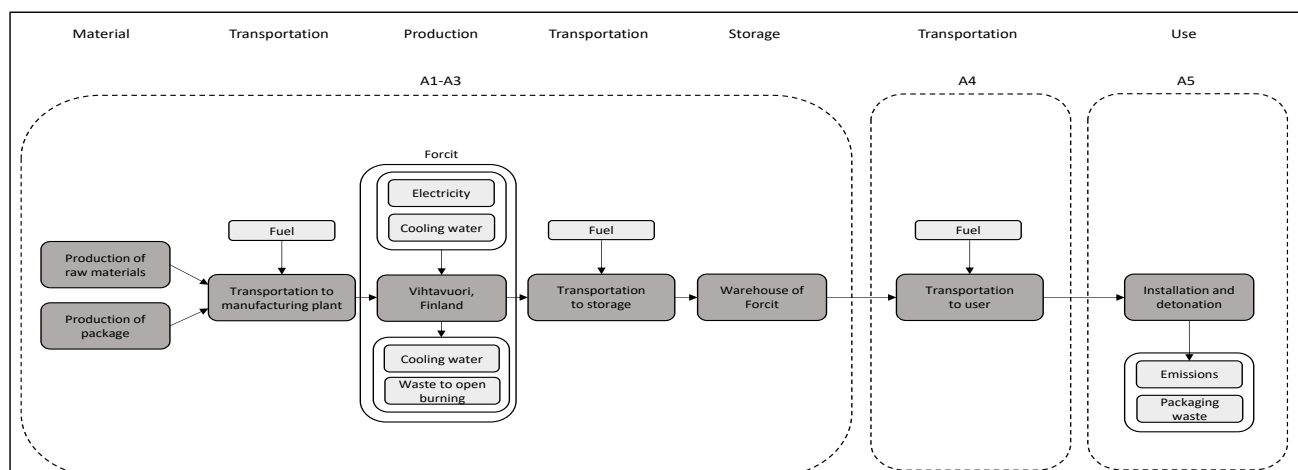 Material
Transportation
Production
Transportation
Storage
Transportation
Use
A1-A3
A4
A5
Forcit
Electricity
Cooling water
Fuel
Fuel
Fuel
Production of
raw materials
Production of
package
Transportation to
manufacturing plant
Vihtavuori,
Finland
Transportation
to storage
Warehouse of
Forcit
Transportation
to user
Installation and
detonation
Cooling water
Waste to open
burning
Emissions
Packaging
waste